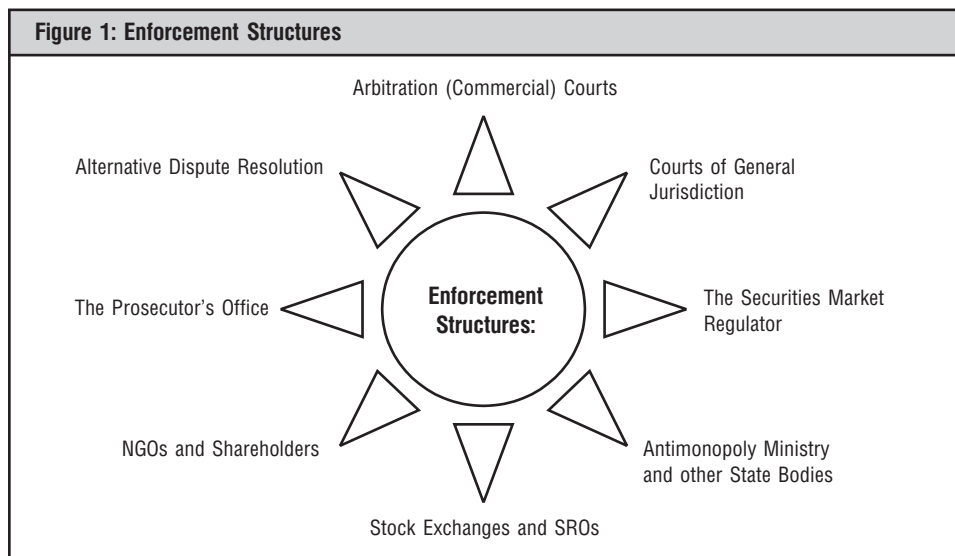 Figure 1: Enforcement Structures
Arbitration (Commercial) Courts
Alternative Dispute Resolution
Courts of General
Jurisdiction
The Prosecutor's Office
Enforcement
Structures:
The Securities Market
Regulator
NGOs and Shareholders
Antimonopoly Ministry
and other State Bodies
Stock Exchanges and SROs